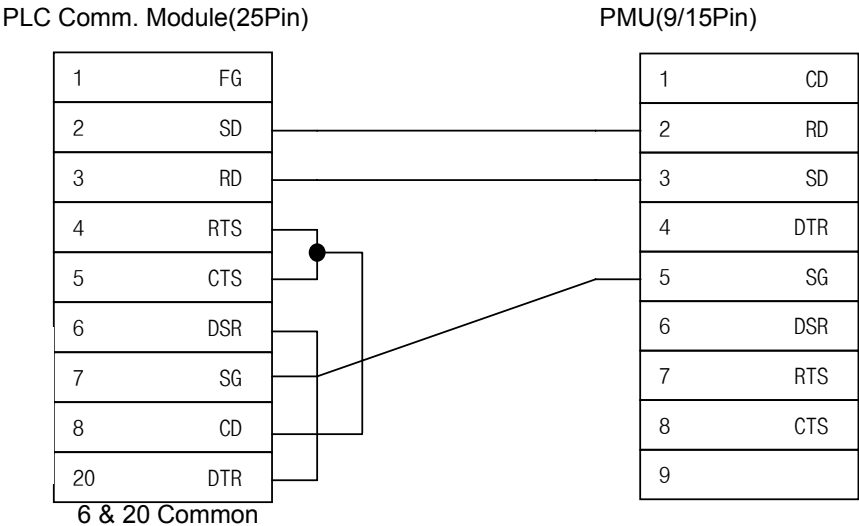 PLC Comm. Module(25Pin)
PMU(9/15Pin)
1 FG
2 SD
3 RD
4 RTS
5 CTS
6 DSR
7 SG
8 CD
20 DTR
6 & 20 Common
1 CD
2 RD
3 SD
4 DTR
5 SG
6 DSR
7 RTS
8 CTS
9